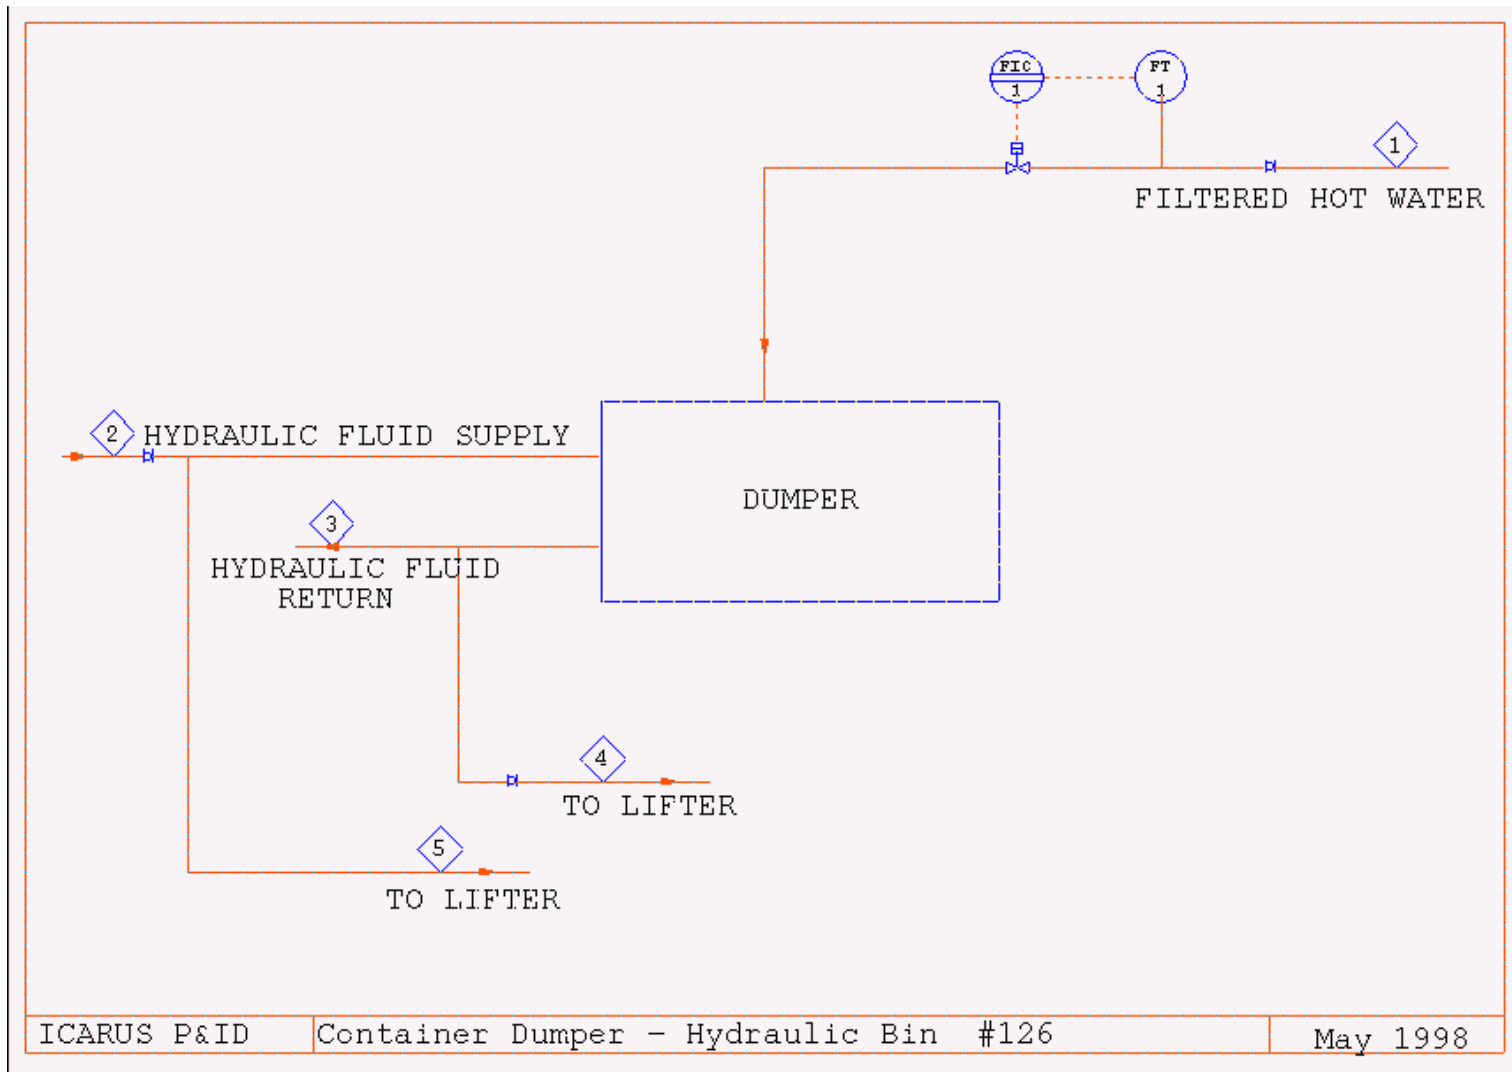 FIC
1
FT
1
1
FILTERED HOT WATER
2
HYDRAULIC FLUID SUPPLY
DUMPER
3
HYDRAULIC FLUID
RETURN
4
TO LIFTER
5
TO LIFTER
ICARUS P&ID
Container Dumper – Hydraulic Bin #126
May 1998